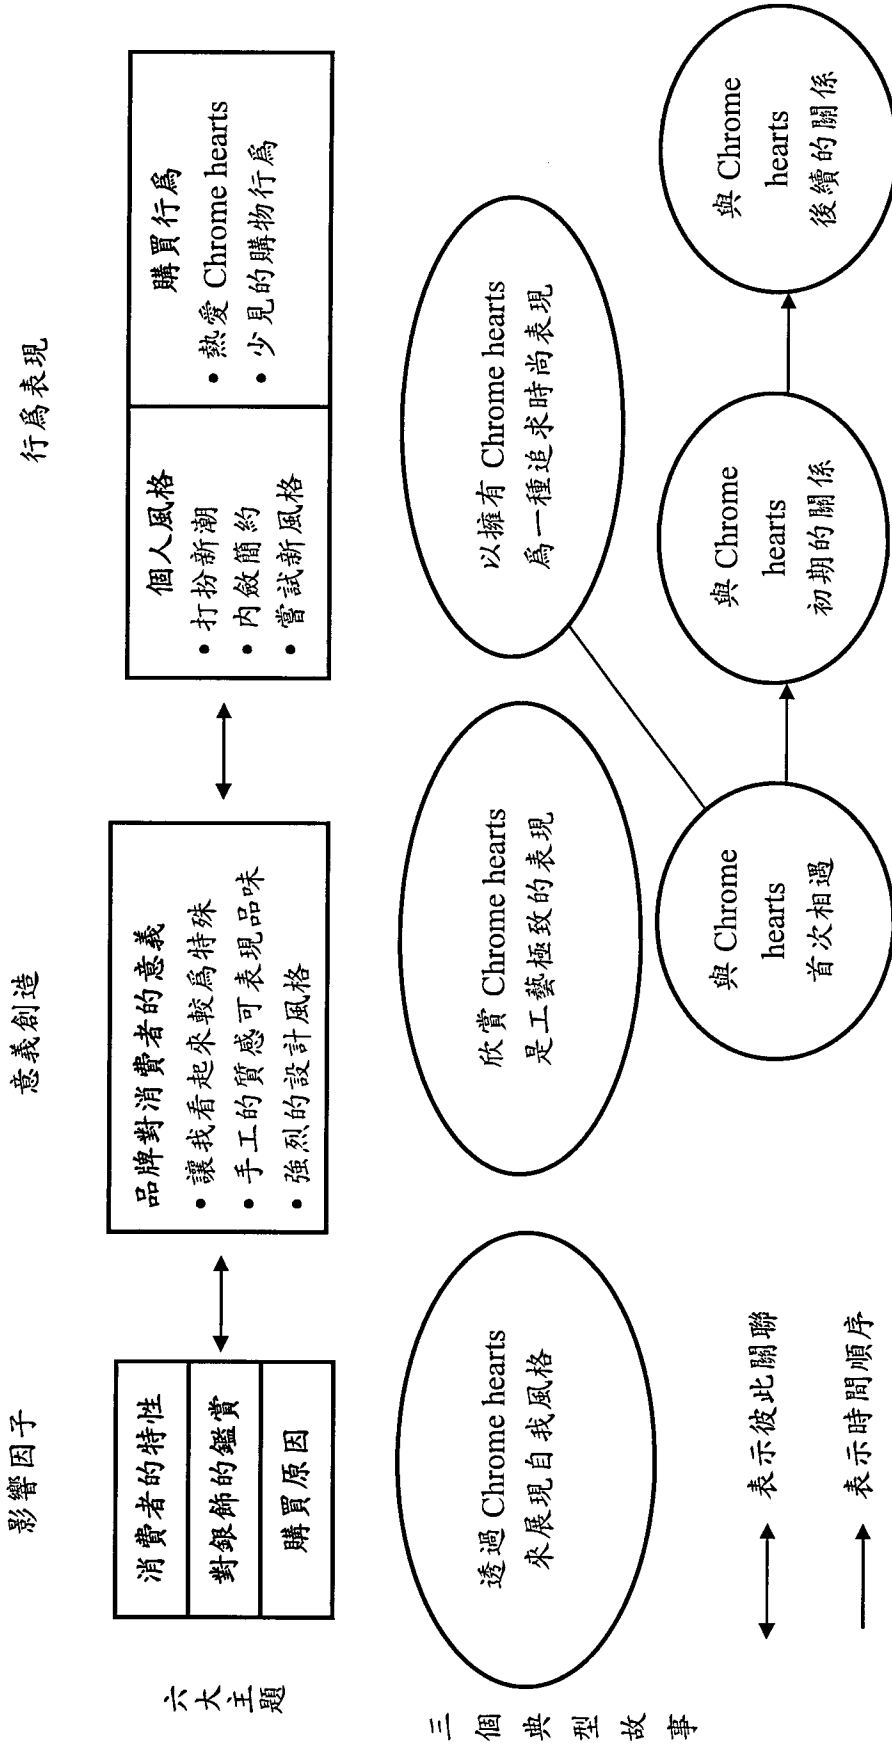 影響因子
意義創造
行為表現
六大主題
消費者的特性
對銀飾的鑑賞
購買原因
品牌對消費者的意義
• 讓我看起來較為特殊
• 手工的質感可表現品味
• 強烈的設計風格
個人風格
• 打扮新潮
• 內斂簡約
• 嘗試新風格
購買行為
• 熱愛 Chrome hearts
• 少見的購物行為
三個典型故事
透過 Chrome hearts
來展現自我風格
欣賞 Chrome hearts
是工藝極致的表現
以擁有 Chrome hearts
為一種追求時尚表現
與 Chrome
hearts
首次相遇
與 Chrome
hearts
初期的關係
與 Chrome
hearts
後續的關係
表示彼此關聯
表示時間順序